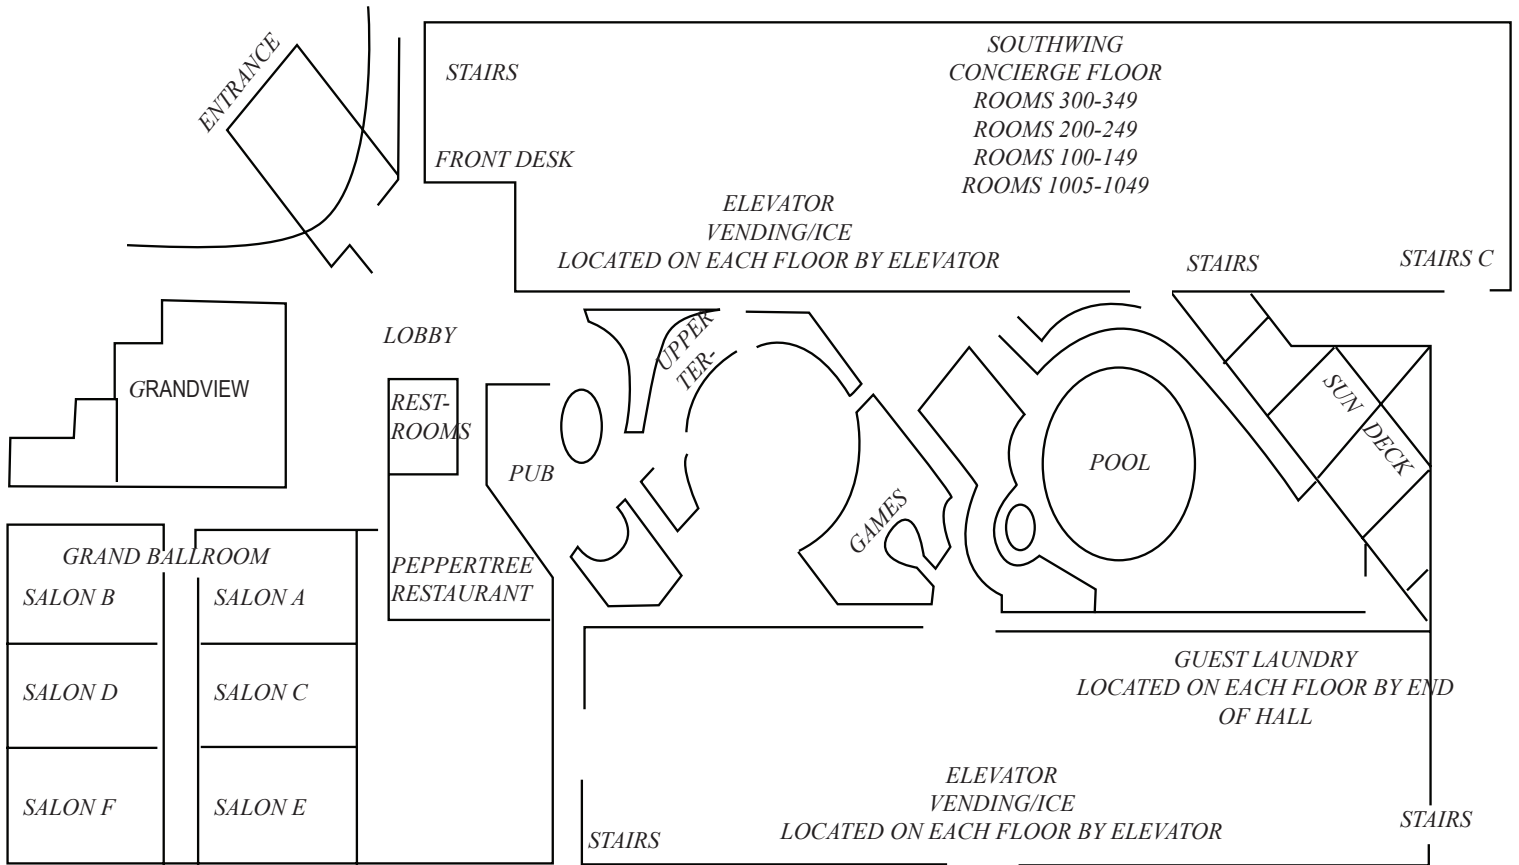 ENTRANCE
STAIRS
FRONT DESK
SOUTHWING
CONCIERGE FLOOR
ROOMS 300-349
ROOMS 200-249
ROOMS 100-149
ROOMS 1005-1049
ELEVATOR
VENDING/ICE
LOCATED ON EACH FLOOR BY ELEVATOR
STAIRS
STAIRS C
LOBBY
UPPER
TER-
GRANDVIEW
REST-
ROOMS
PUB
POOL
SUN DECK
GAMES
PEPPERTREE
RESTAURANT
GRAND BALLROOM
SALON B
SALON A
SALON D
SALON C
SALON F
SALON E
GUEST LAUNDRY
LOCATED ON EACH FLOOR BY END
OF HALL
ELEVATOR
VENDING/ICE
LOCATED ON EACH FLOOR BY ELEVATOR
STAIRS
STAIRS